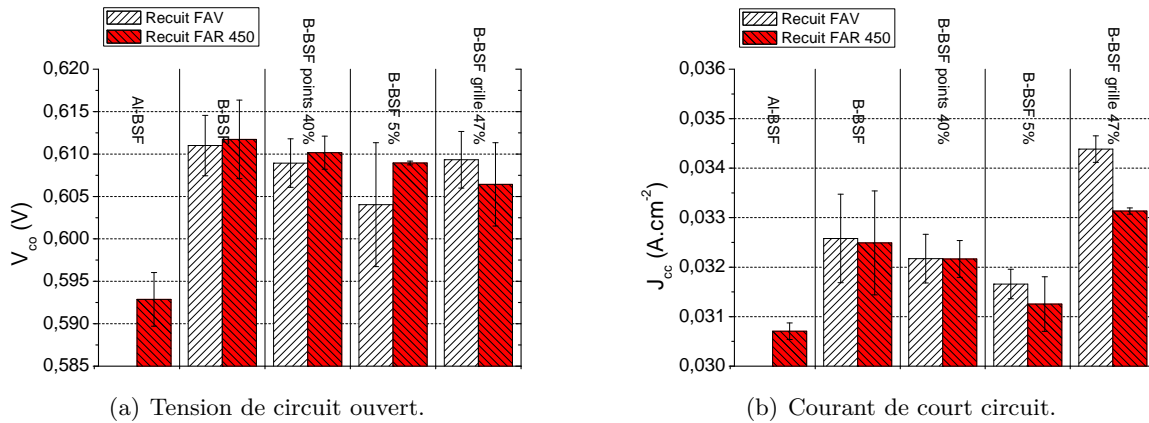 Recuit FAV
Recuit FAR 450
0,620
0,615
0,610
0,605
0,600
0,595
0,590
0,585
V_co (V)
Al-BSF
B-BSF
B-BSF points 40%
B-BSF 5%
B-BSF grille 47%
(a) Tension de circuit ouvert.
Recuit FAV
Recuit FAR 450
0,036
0,035
0,034
0,033
0,032
0,031
0,030
J_cc (A.cm⁻²)
Al-BSF
B-BSF
B-BSF points 40%
B-BSF 5%
B-BSF grille 47%
(b) Courant de court circuit.